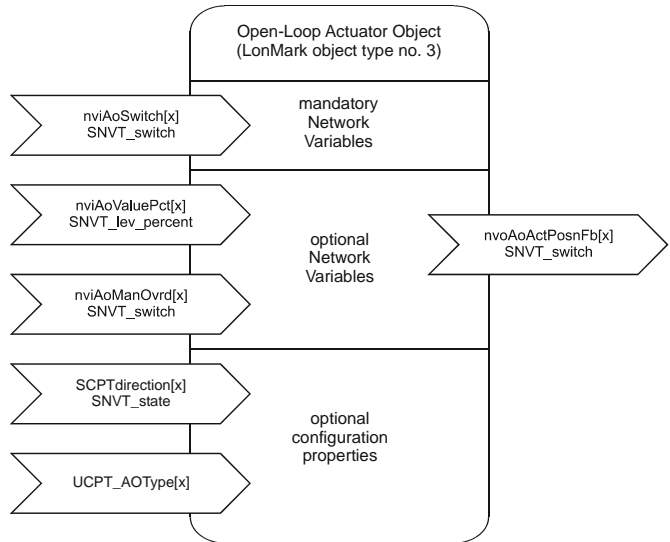 Open-Loop Actuator Object
(LonMark object type no. 3)
nviAoSwitch[x]
SNVT_switch
mandatory
Network
Variables
nviAoValuePct[x]
SNVT_lev_percent
optional
Network
Variables
nvoAoActPosnFb[x]
SNVT_switch
nviAoManOvrd[x]
SNVT_switch
SCPTdirection[x]
SNVT_state
optional
configuration
properties
UCPT_AOType[x]